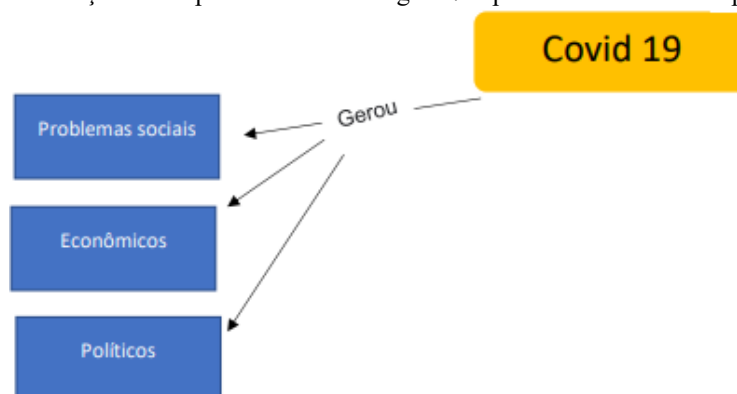 Covid 19
Gerou
Problemas sociais
Econômicos
Políticos